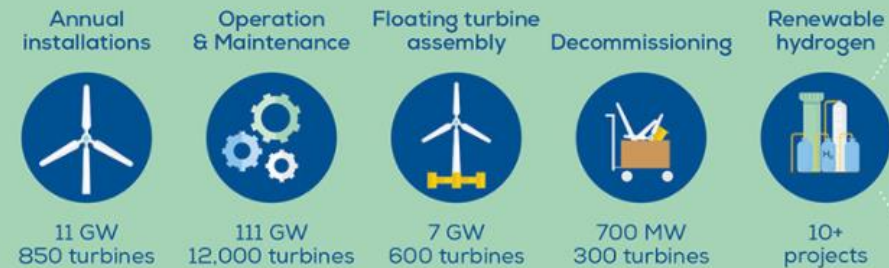 Annual
installations
11 GW
850 turbines
Operation
& Maintenance
111 GW
12,000 turbines
Floating turbine
assembly
7 GW
600 turbines
Decommissioning
700 MW
300 turbines
Renewable
hydrogen
H₂
10+
projects